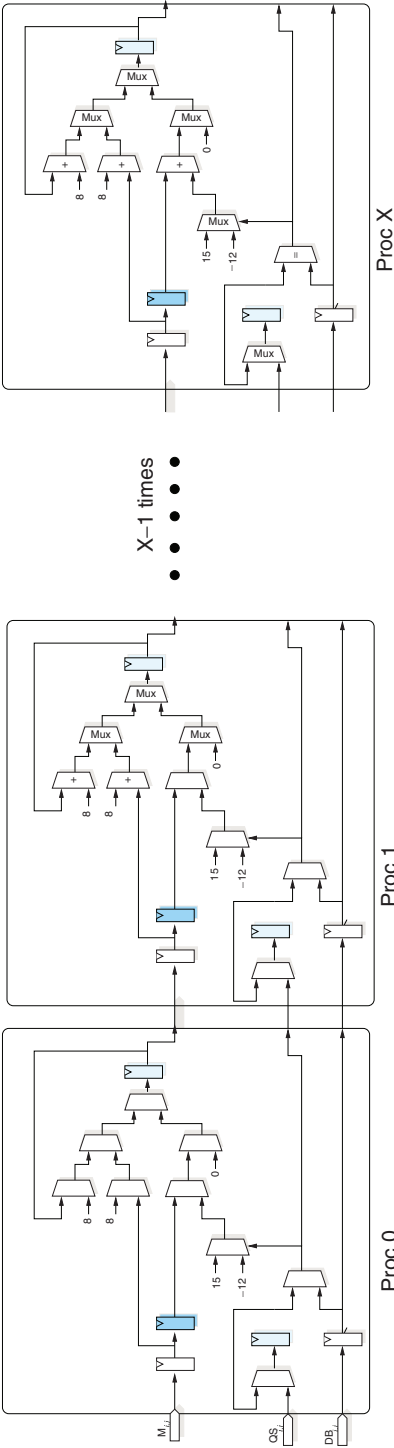 8
8
0
15
–12
M i,j
QS i,j
DB i,j
Proc 0
+
8
+
8
Mux
Mux
Mux
0
15
–12
Proc 1
X–1 times
+
8
+
8
Mux
Mux
Mux
+
0
Mux
15
–12
=
Mux
Proc X